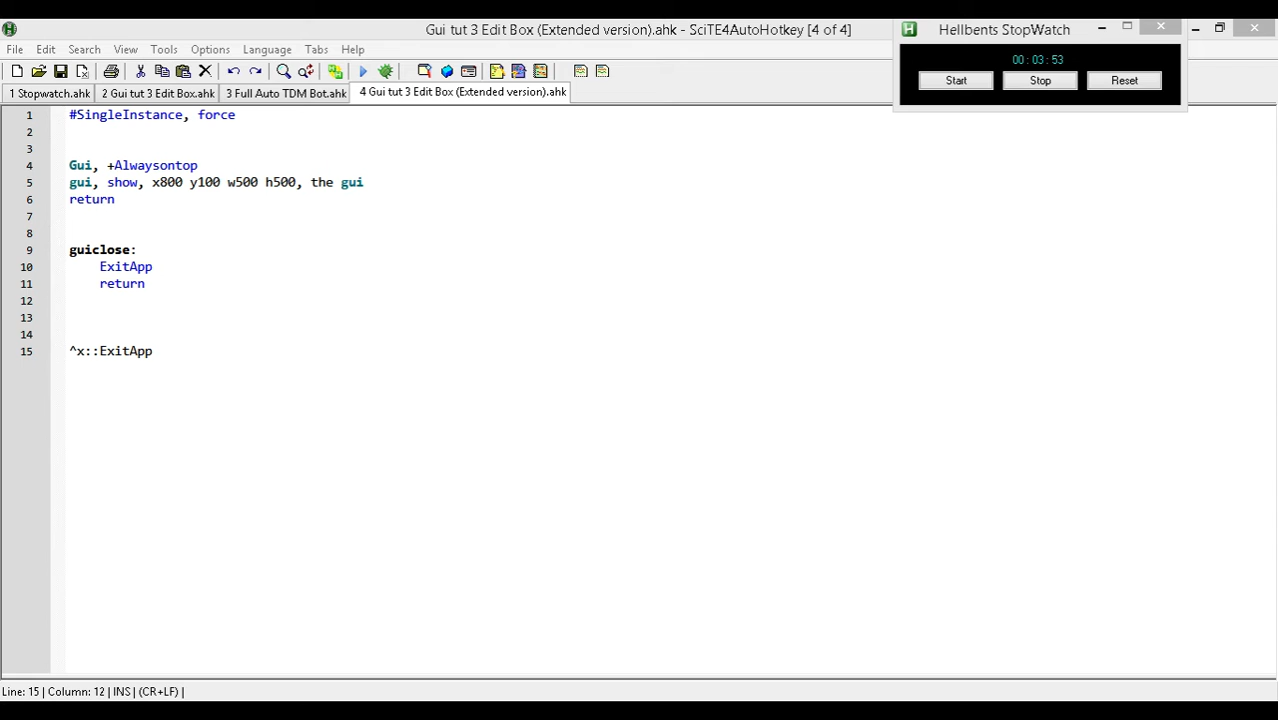 Gui tut 3 Edit Box (Extended version).ahk - SciTE4AutoHotkey [4 of 4]
File Edit Search View Tools Options Language Tabs Help
1 Stopwatch.ahk 2 Gui tut 3 Edit Box.ahk 3 Full Auto TDM Bot.ahk 4 Gui tut 3 Edit Box (Extended version).ahk
H Hellbents StopWatch
00 : 03 : 53
Start Stop Reset
1 #SingleInstance, force
2
3
4 Gui, +Alwaysontop
5 gui, show, x800 y100 w500 h500, the gui
6 return
7
8
9 guiclose:
10 ExitApp
11 return
12
13
14
15 ^x::ExitApp
Line: 15 | Column: 12 | INS | (CR+LF) |